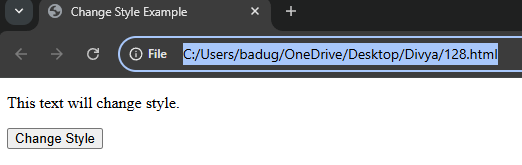 Change Style Example
File
C:/Users/badug/OneDrive/Desktop/Divya/128.html
This text will change style.
Change Style